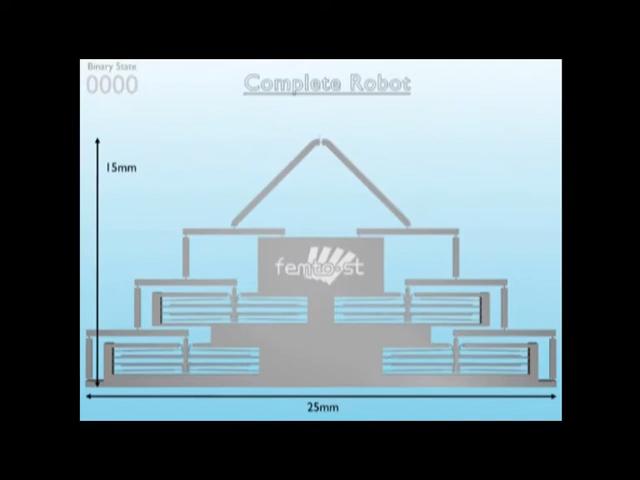 Binary State
0000
Complete Robot
15mm
femto-st
25mm